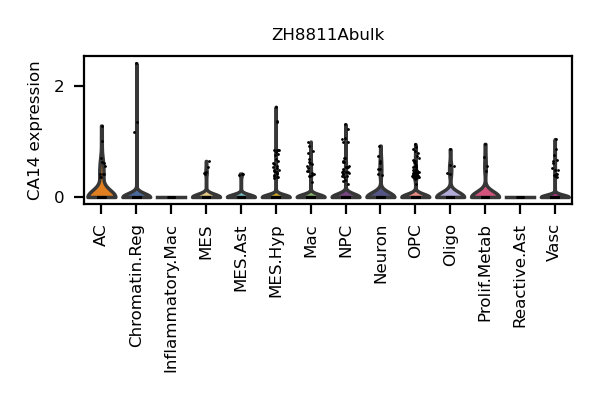 ZH8811Abulk
CA14 expression
2
0
AC
Chromatin.Reg
Inflammatory.Mac
MES
MES.Ast
MES.Hyp
Mac
NPC
Neuron
OPC
Oligo
Prolif.Metab
Reactive.Ast
Vasc